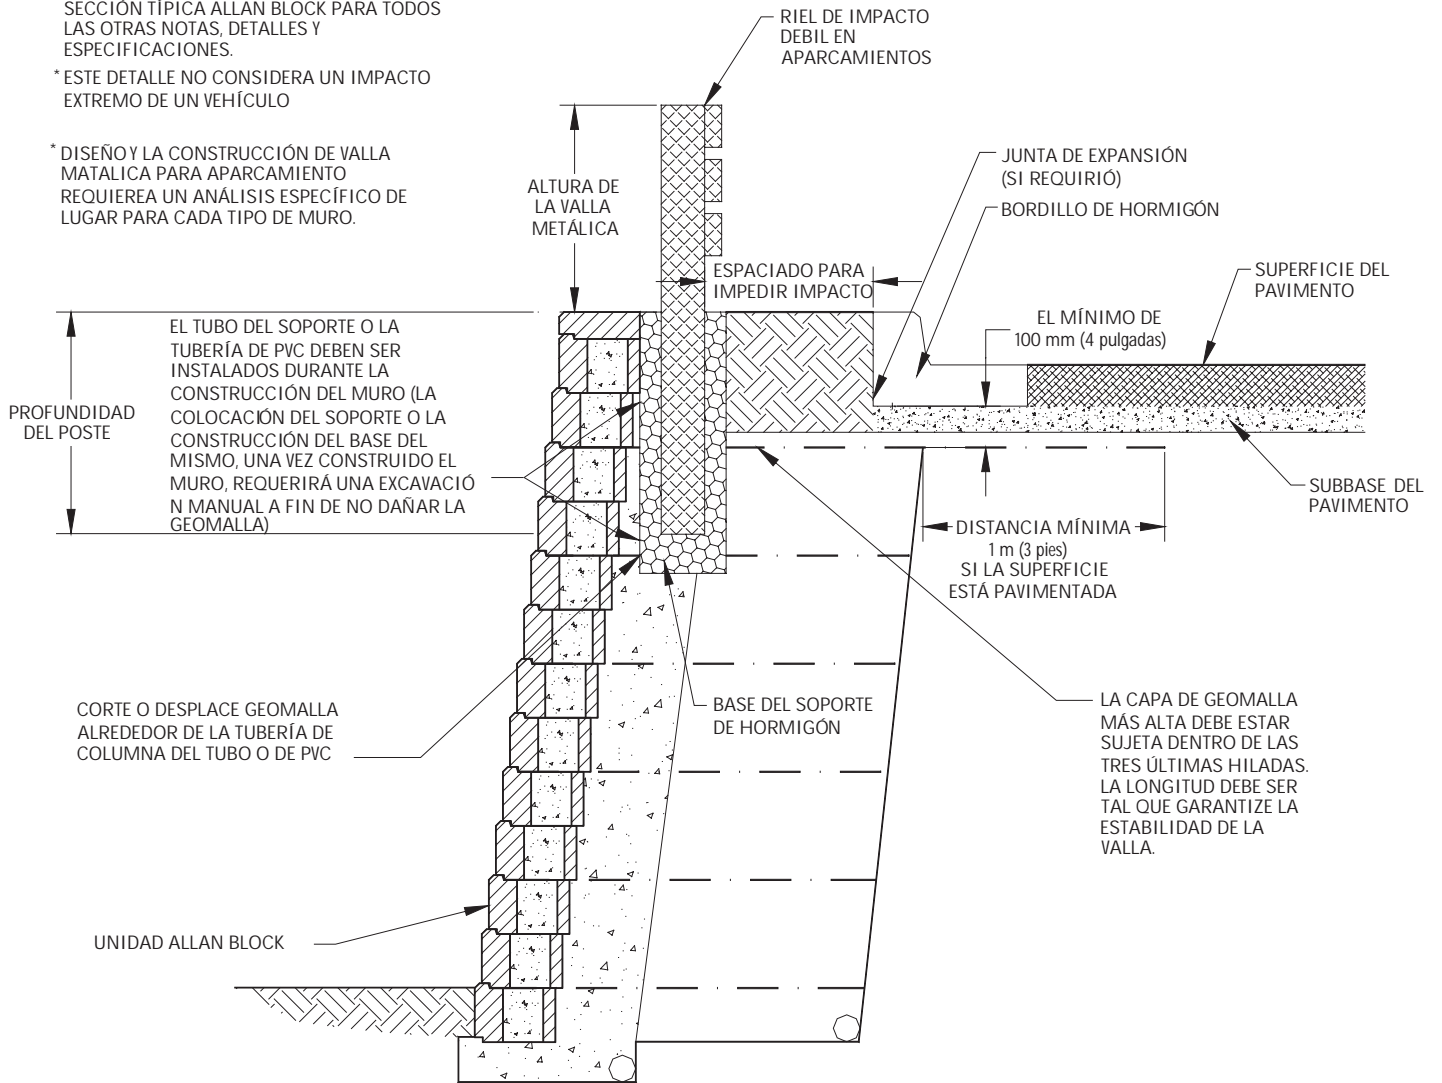 SECCIÓN TÍPICA ALLAN BLOCK PARA TODOS
LAS OTRAS NOTAS, DETALLES Y
ESPECIFICACIONES.
* ESTE DETALLE NO CONSIDERA UN IMPACTO
EXTREMO DE UN VEHÍCULO
* DISEÑO Y LA CONSTRUCCIÓN DE VALLA
MATALICA PARA APARCAMIENTO
REQUIEREA UN ANÁLISIS ESPECÍFICO DE
LUGAR PARA CADA TIPO DE MURO.
RIEL DE IMPACTO
DEBIL EN
APARCAMIENTOS
ALTURA DE
LA VALLA
METÁLICA
JUNTA DE EXPANSIÓN
(SI REQUIRIÓ)
BORDILLO DE HORMIGÓN
ESPACIADO PARA
IMPEDIR IMPACTO
SUPERFICIE DEL
PAVIMENTO
EL MÍNIMO DE
100 mm (4 pulgadas)
PROFUNDIDAD
DEL POSTE
EL TUBO DEL SOPORTE O LA
TUBERÍA DE PVC DEBEN SER
INSTALADOS DURANTE LA
CONSTRUCCIÓN DEL MURO (LA
COLOCACIÓN DEL SOPORTE O LA
CONSTRUCCIÓN DEL BASE DEL
MISMO, UNA VEZ CONSTRUIDO EL
MURO, REQUERIRÁ UNA EXCAVACIÓ
N MANUAL A FIN DE NO DAÑAR LA
GEOMALLA)
SUBBASE DEL
PAVIMENTO
DISTANCIA MÍNIMA
1 m (3 pies)
SI LA SUPERFICIE
ESTÁ PAVIMENTADA
CORTE O DESPLACE GEOMALLA
ALREDEDOR DE LA TUBERÍA DE
COLUMNA DEL TUBO O DE PVC
BASE DEL SOPORTE
DE HORMIGÓN
LA CAPA DE GEOMALLA
MÁS ALTA DEBE ESTAR
SUJETA DENTRO DE LAS
TRES ÚLTIMAS HILADAS.
LA LONGITUD DEBE SER
TAL QUE GARANTIZE LA
ESTABILIDAD DE LA
VALLA.
UNIDAD ALLAN BLOCK